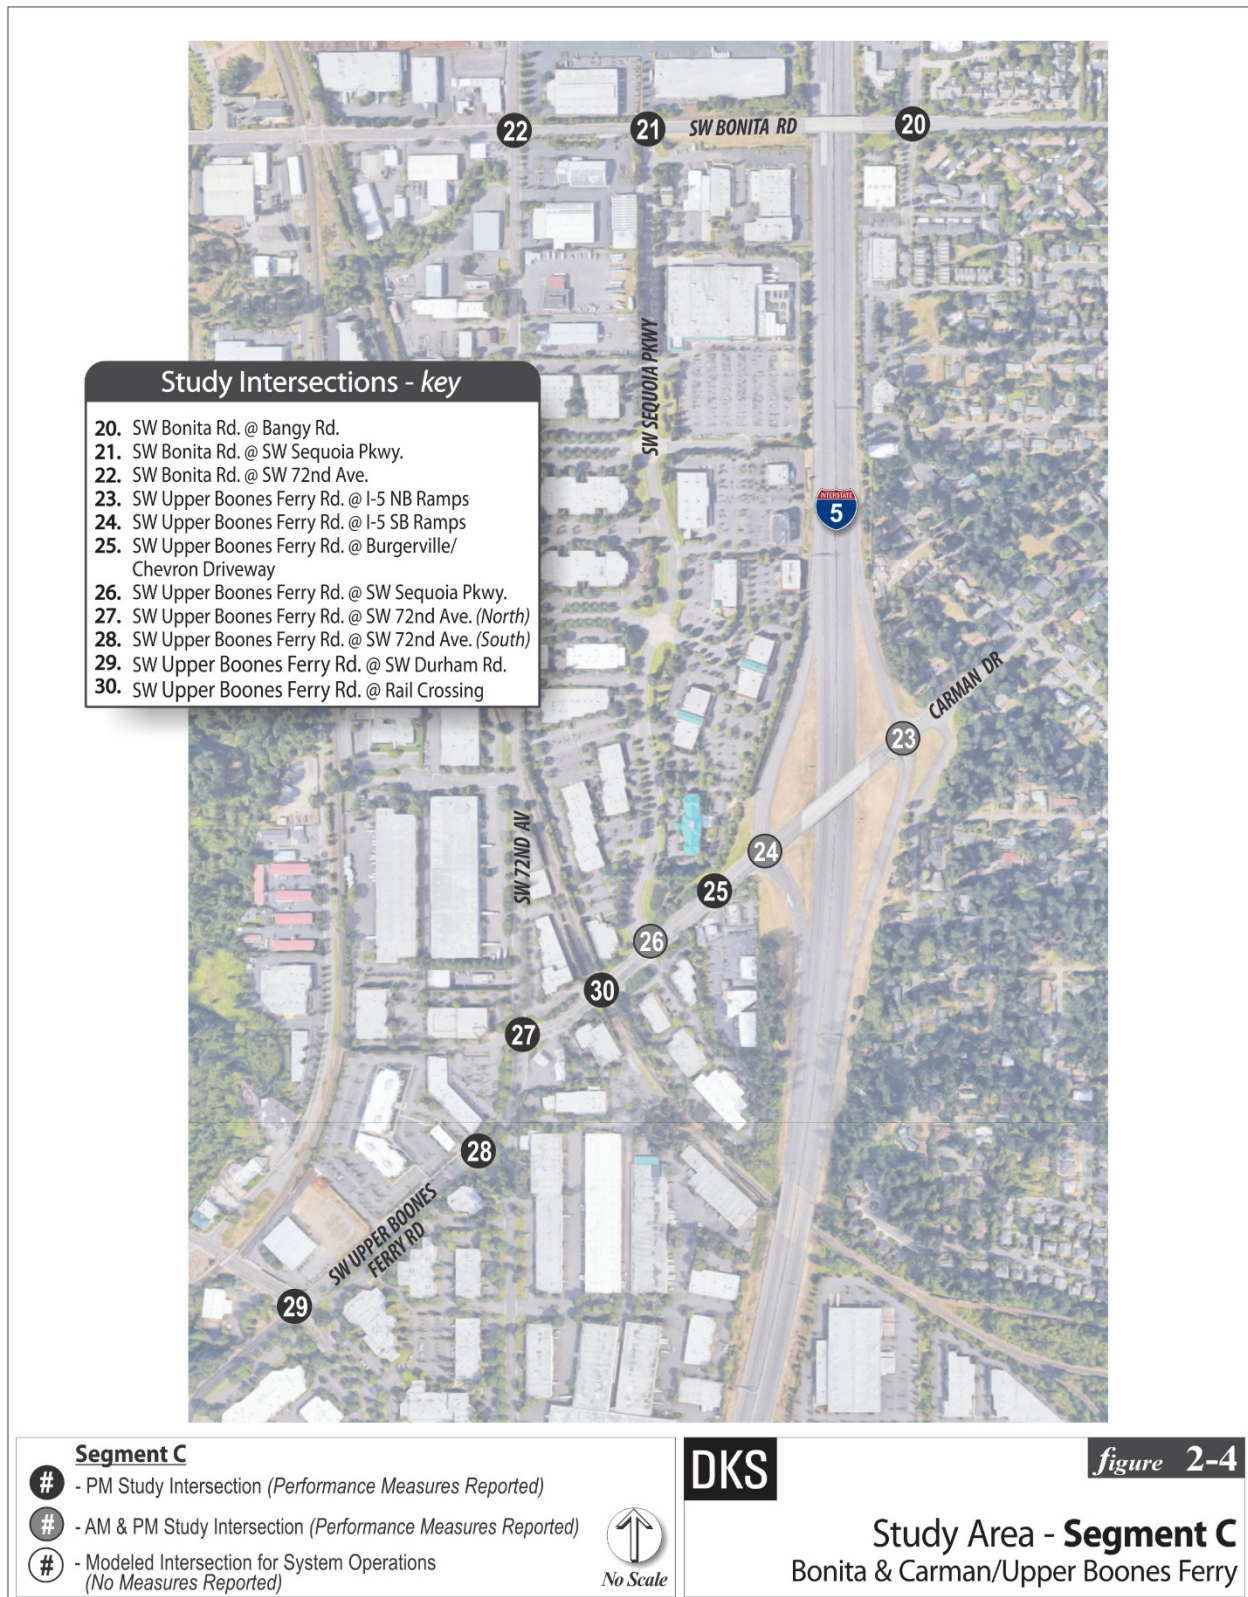 22
21
SW BONITA RD
20
SW SEQUOIA PKWY
Study Intersections - key
20. SW Bonita Rd. @ Bangy Rd.
21. SW Bonita Rd. @ SW Sequoia Pkwy.
22. SW Bonita Rd. @ SW 72nd Ave.
23. SW Upper Boones Ferry Rd. @ I-5 NB Ramps
24. SW Upper Boones Ferry Rd. @ I-5 SB Ramps
25. SW Upper Boones Ferry Rd. @ Burgerville/
Chevron Driveway
26. SW Upper Boones Ferry Rd. @ SW Sequoia Pkwy.
27. SW Upper Boones Ferry Rd. @ SW 72nd Ave. (North)
28. SW Upper Boones Ferry Rd. @ SW 72nd Ave. (South)
29. SW Upper Boones Ferry Rd. @ SW Durham Rd.
30. SW Upper Boones Ferry Rd. @ Rail Crossing
INTERSTATE
5
CARMAN DR
23
SW 72ND AV
24
25
26
30
27
28
SW UPPER BOONES
FERRY RD
29
Segment C
# - PM Study Intersection (Performance Measures Reported)
# - AM & PM Study Intersection (Performance Measures Reported)
# - Modeled Intersection for System Operations
(No Measures Reported)
No Scale
DKS
figure 2-4
Study Area - Segment C
Bonita & Carman/Upper Boones Ferry